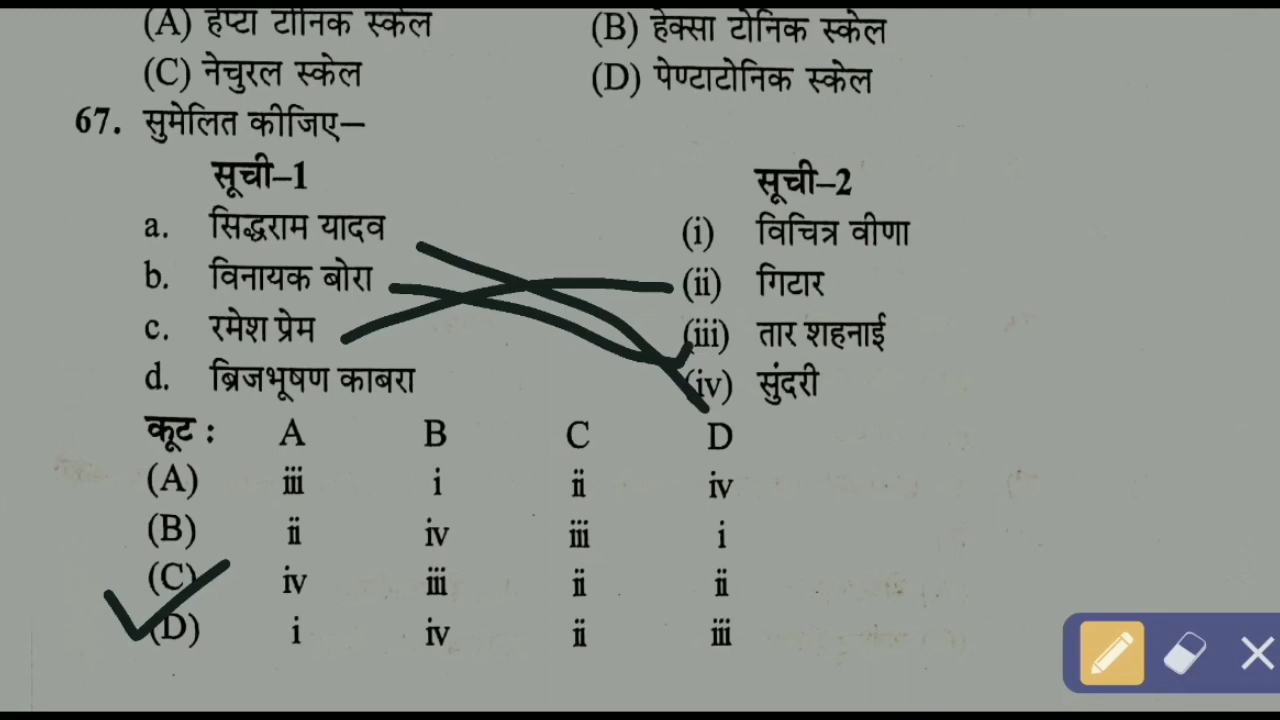 (A) हेप्टा टोनिक स्केल (B) हेक्सा टोनिक स्केल
(C) नेचुरल स्केल (D) पेण्टाटोनिक स्केल
67. सुमेलित कीजिए–
सूची–1 सूची–2
a. सिद्धराम यादव (i) विचित्र वीणा
b. विनायक बोरा (ii) गिटार
c. रमेश प्रेम (iii) तार शहनाई
d. ब्रिजभूषण काबरा (iv) सुंदरी
कूट : A B C D
(A) iii i ii iv
(B) ii iv iii i
(C) iv iii ii ii
(D) i iv ii iii